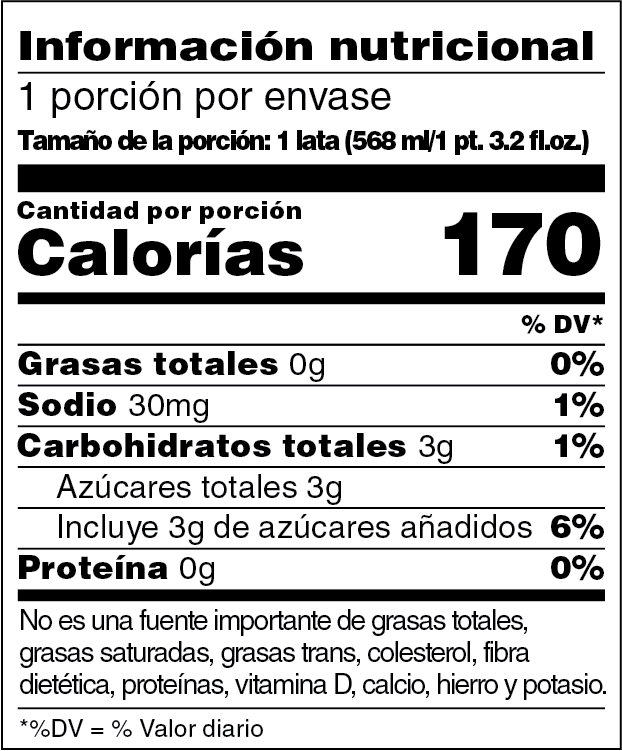 Información nutricional
1 porción por envase
Tamaño de la porción: 1 lata (568 ml/1 pt. 3.2 fl.oz.)
Cantidad por porción
Calorías 170
% DV*
Grasas totales 0g 0%
Sodio 30mg 1%
Carbohidratos totales 3g 1%
Azúcares totales 3g
Incluye 3g de azúcares añadidos 6%
Proteína 0g 0%
No es una fuente importante de grasas totales,
grasas saturadas, grasas trans, colesterol, fibra
dietética, proteínas, vitamina D, calcio, hierro y potasio.
*%DV = % Valor diario